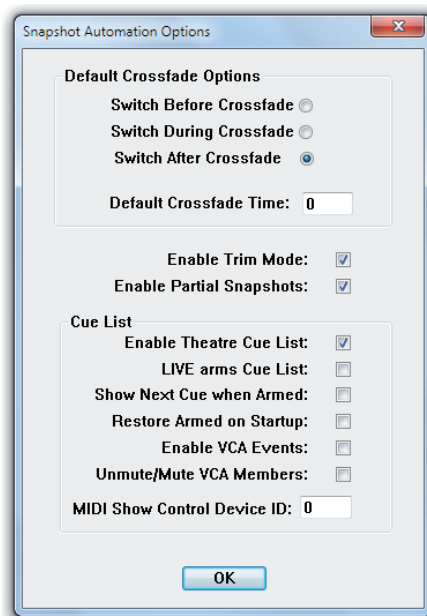 Snapshot Automation Options
Default Crossfade Options
Switch Before Crossfade
Switch During Crossfade
Switch After Crossfade
Default Crossfade Time: 0
Enable Trim Mode:
Enable Partial Snapshots:
Cue List
Enable Theatre Cue List:
LIVE arms Cue List:
Show Next Cue when Armed:
Restore Armed on Startup:
Enable VCA Events:
Unmute/Mute VCA Members:
MIDI Show Control Device ID: 0
OK